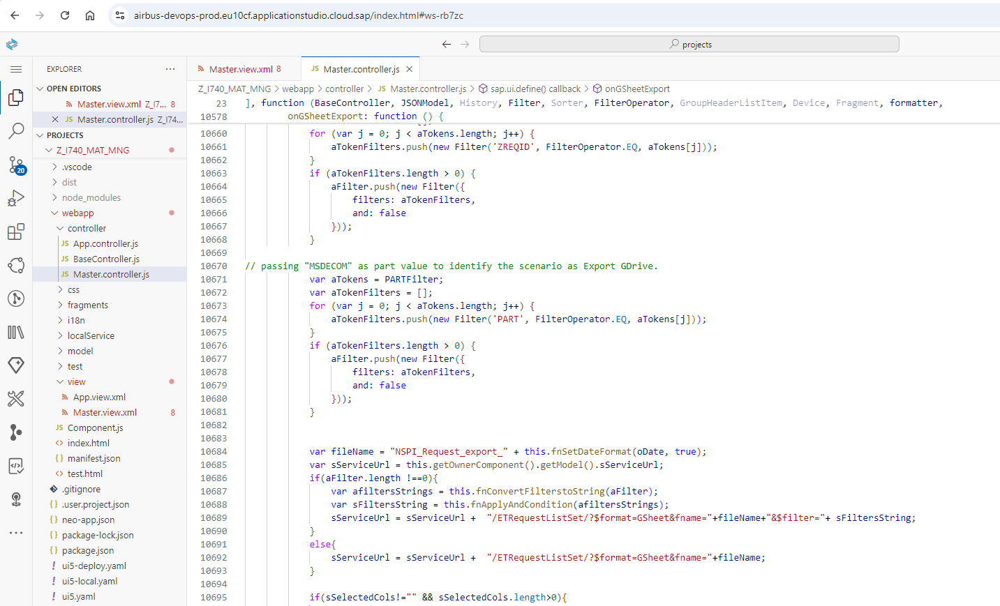 airbus-devops-prod.eu10cf.applicationstudio.cloud.sap/index.html#ws-rb7zc
projects
EXPLORER
OPEN EDITORS
Master.view.xml Z_I7... 8
Master.controller.js Z_I74...
PROJECTS
Z_I740_MAT_MNG
.vscode
dist
node_modules
webapp
controller
JS App.controller.js
JS BaseController.js
JS Master.controller.js
css
fragments
i18n
localService
model
test
view
App.view.xml
Master.view.xml 8
JS Component.js
<> index.html
{} manifest.json
<> test.html
.gitignore
{} .user.project.json
{} neo-app.json
{} package-lock.json
{} package.json
! ui5-deploy.yaml
! ui5-local.yaml
! ui5.yaml
20
Master.view.xml 8
JS Master.controller.js
Z_I740_MAT_MNG > webapp > controller > JS Master.controller.js > sap.ui.define() callback > onGSheetExport
23 ], function (BaseController, JSONModel, History, Filter, Sorter, FilterOperator, GroupHeaderListItem, Device, Fragment, formatter,
10578 onGSheetExport: function () {
10660 for (var j = 0; j < aTokens.length; j++) {
10661 aTokenFilters.push(new Filter('ZREQID', FilterOperator.EQ, aTokens[j]));
10662 }
10663 if (aTokenFilters.length > 0) {
10664 aFilter.push(new Filter({
10665 filters: aTokenFilters,
10666 and: false
10667 }));
10668 }
10669
10670 // passing "MSDECOM" as part value to identify the scenario as Export GDrive.
10671 var aTokens = PARTFilter;
10672 var aTokenFilters = [];
10673 for (var j = 0; j < aTokens.length; j++) {
10674 aTokenFilters.push(new Filter('PART', FilterOperator.EQ, aTokens[j]));
10675 }
10676 if (aTokenFilters.length > 0) {
10677 aFilter.push(new Filter({
10678 filters: aTokenFilters,
10679 and: false
10680 }));
10681 }
10682
10683
10684 var fileName = "NSPI_Request_export_" + this.fnSetDateFormat(oDate, true);
10685 var sServiceUrl = this.getOwnerComponent().getModel().sServiceUrl;
10686 if(aFilter.length !==0){
10687 var afiltersStrings = this.fnConvertFilterstoString(aFilter);
10688 var sFiltersString = this.fnApplyAndCondition(afiltersStrings);
10689 sServiceUrl = sServiceUrl + "/ETRequestListSet/?$format=GSheet&fname="+fileName+"&$filter="+ sFiltersString;
10690 }
10691 else{
10692 sServiceUrl = sServiceUrl + "/ETRequestListSet/?$format=GSheet&fname="+fileName;
10693 }
10694
10695 if(sSelectedCols!="" && sSelectedCols.length>0){